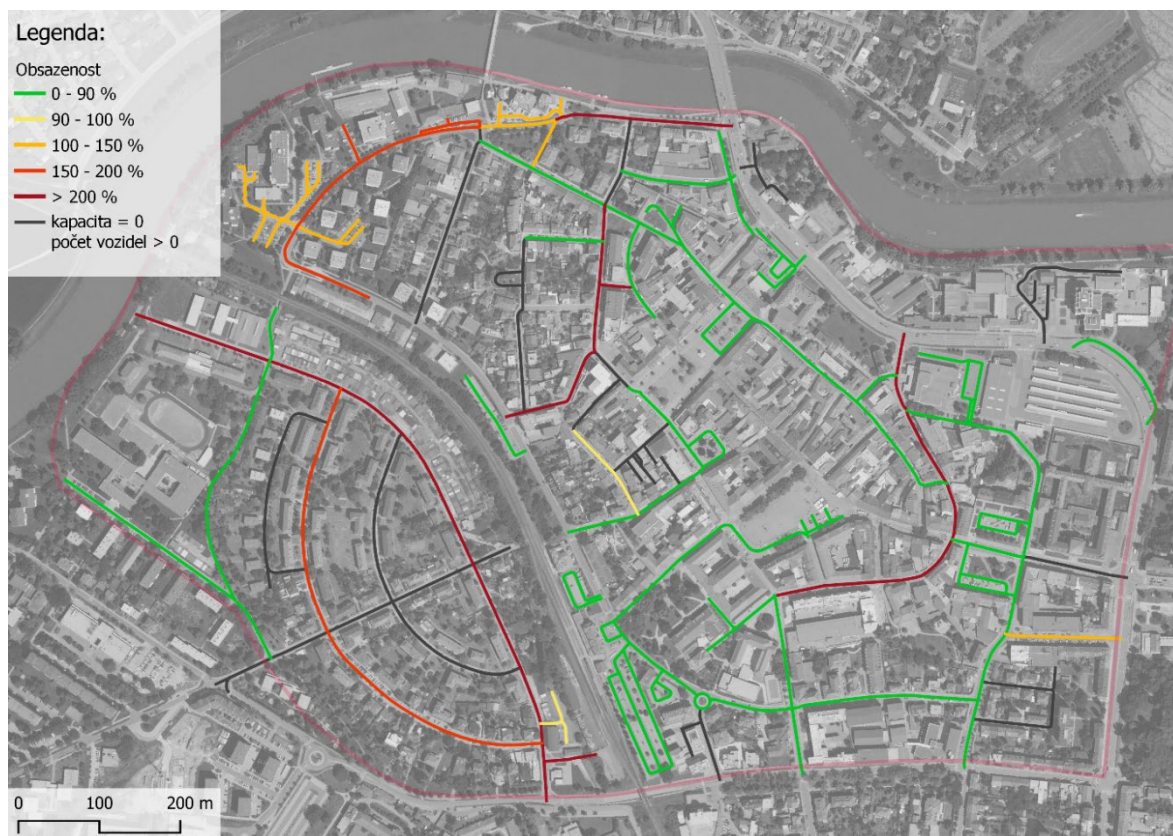 Legenda:
Obsazenost
0 - 90 %
90 - 100 %
100 - 150 %
150 - 200 %
> 200 %
kapacita = 0
počet vozidel > 0
0 100 200 m